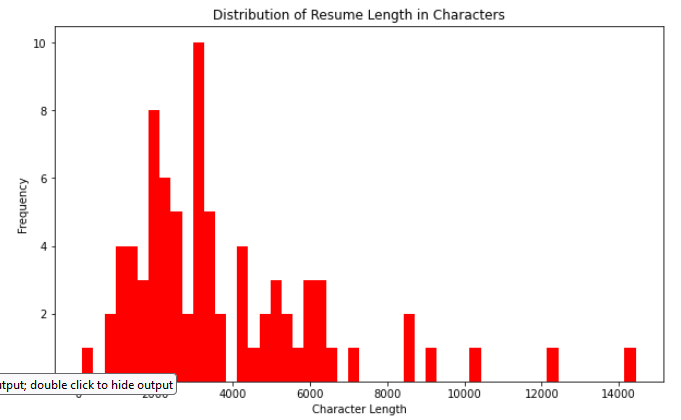 Distribution of Resume Length in Characters
10
8
6
4
2
Frequency
utput; double click to hide output
4000 6000 8000 10000 12000 14000
Character Length